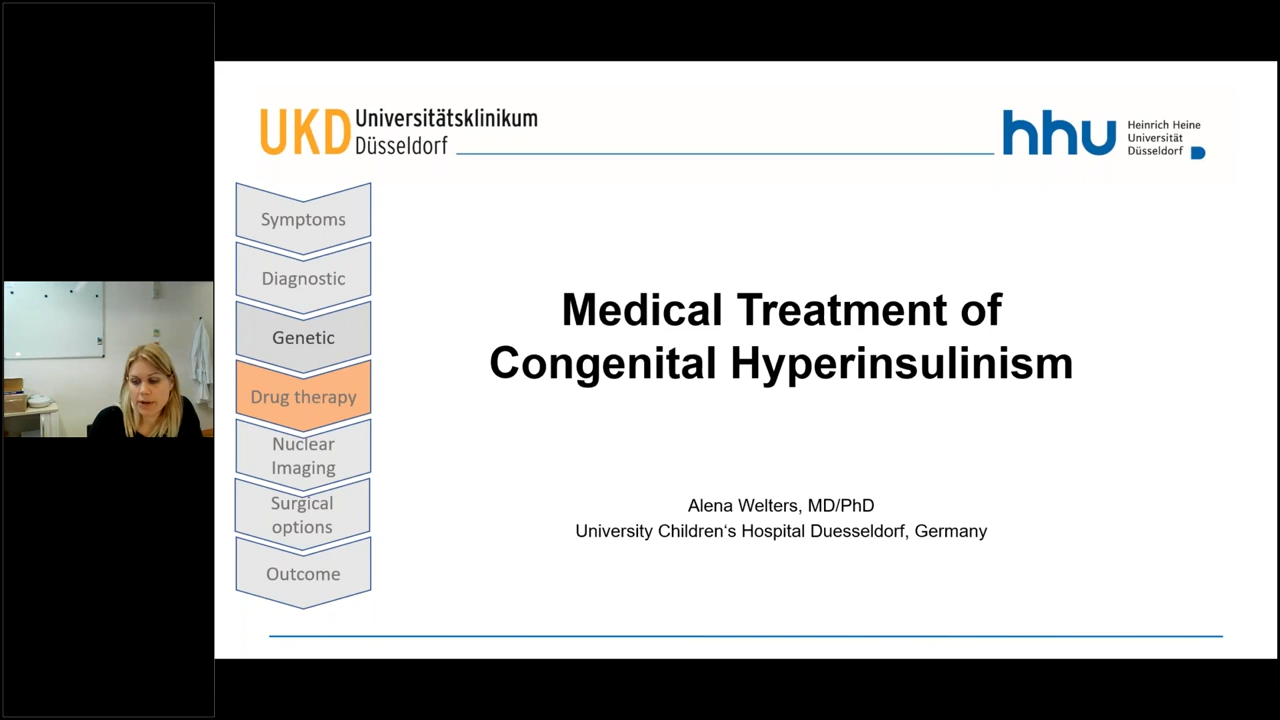 UKD Universitätsklinikum
Düsseldorf
hhu Heinrich Heine
Universität
Düsseldorf
Symptoms
Diagnostic
Genetic
Drug therapy
Nuclear
Imaging
Surgical
options
Outcome
Medical Treatment of
Congenital Hyperinsulinism
Alena Welters, MD/PhD
University Children‘s Hospital Duesseldorf, Germany